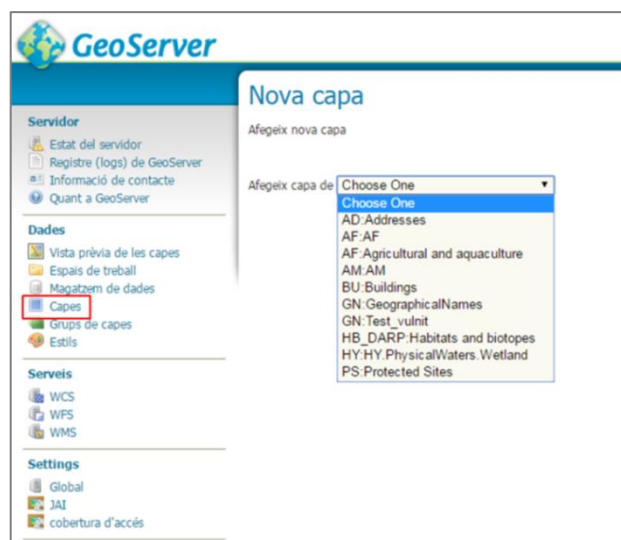 GeoServer
Servidor
Estat del servidor
Registre (logs) de GeoServer
Informació de contacte
Quant a GeoServer
Dades
Vista prèvia de les capes
Espais de treball
Magatzem de dades
Capes
Grups de capes
Estils
Serveis
WCS
WFS
WMS
Settings
Global
JAI
cobertura d'accés
Nova capa
Afegeix nova capa
Afegeix capa de Choose One
Choose One
AD:Addresses
AF:AF
AF:Agricultural and aquaculture
AM:AM
BU:Buildings
GN:GeographicalNames
GN:Test_vulnit
HB_DARP:Habitats and biotopes
HY:HY.PhysicalWaters.Wetland
PS:Protected Sites